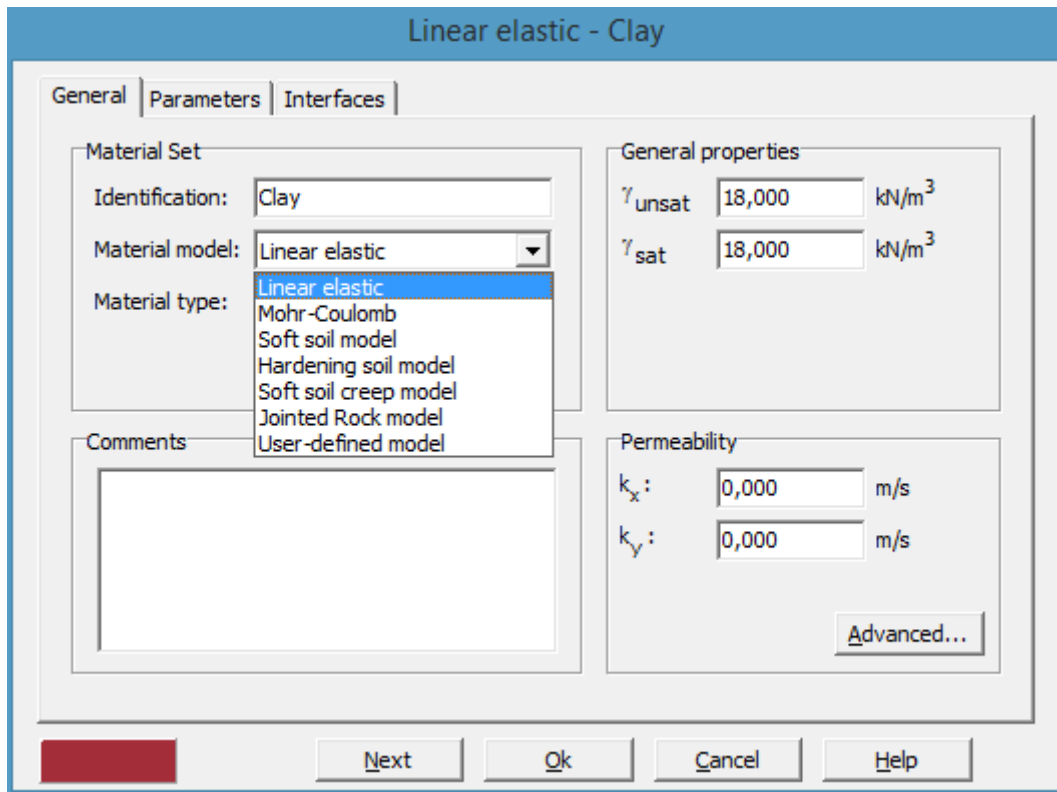 Linear elastic - Clay
General Parameters Interfaces
Material Set
Identification: Clay
Material model: Linear elastic
Material type:
Linear elastic
Mohr-Coulomb
Soft soil model
Hardening soil model
Soft soil creep model
Jointed Rock model
User-defined model
Comments
General properties
γunsat 18,000 kN/m³
γsat 18,000 kN/m³
Permeability
kx: 0,000 m/s
ky: 0,000 m/s
Advanced...
Next Ok Cancel Help